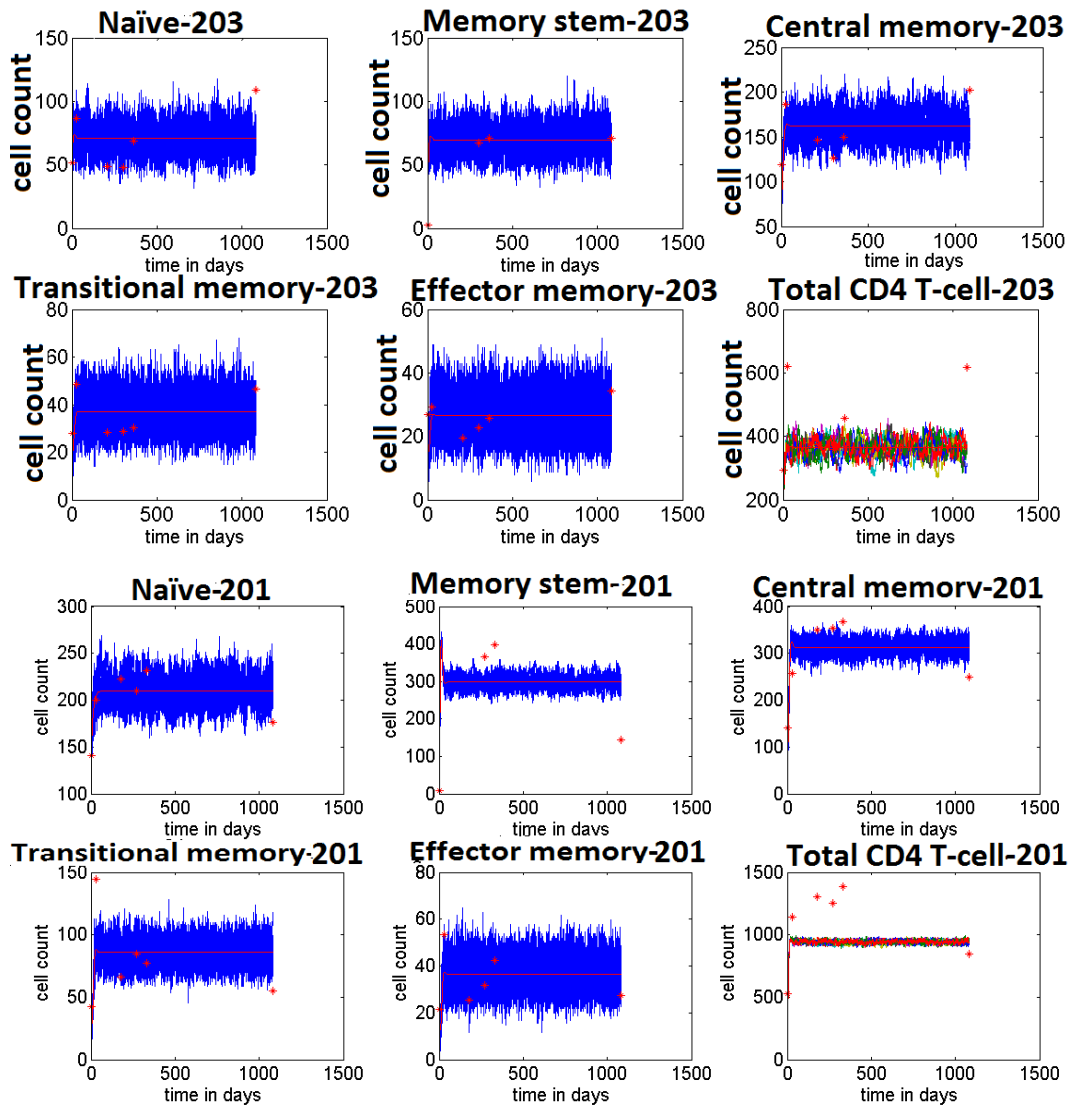 Naïve-203
Memory stem-203
Central memory-203
cell count
150
100
50
0
0
500
1000
1500
time in days
cell count
150
100
50
0
0
500
1000
1500
time in days
cell count
250
200
150
100
50
0
500
1000
1500
time in days
Transitional memory-203
Effector memory-203
Total CD4 T-cell-203
cell count
80
60
40
20
0
0
500
1000
1500
time in days
cell count
60
40
20
0
0
500
1000
1500
time in days
cell count
800
600
400
200
0
500
1000
1500
time in days
Naïve-201
Memory stem-201
Central memory-201
cell count
300
250
200
150
100
0
500
1000
1500
time in days
cell count
500
400
300
200
100
0
0
500
1000
1500
time in days
cell count
400
300
200
100
0
0
500
1000
1500
time in days
Transitional memory-201
Effector memory-201
Total CD4 T-cell-201
cell count
150
100
50
0
0
500
1000
1500
time in days
cell count
80
60
40
20
0
0
500
1000
1500
time in days
cell count
1500
1000
500
0
0
500
1000
1500
time in days